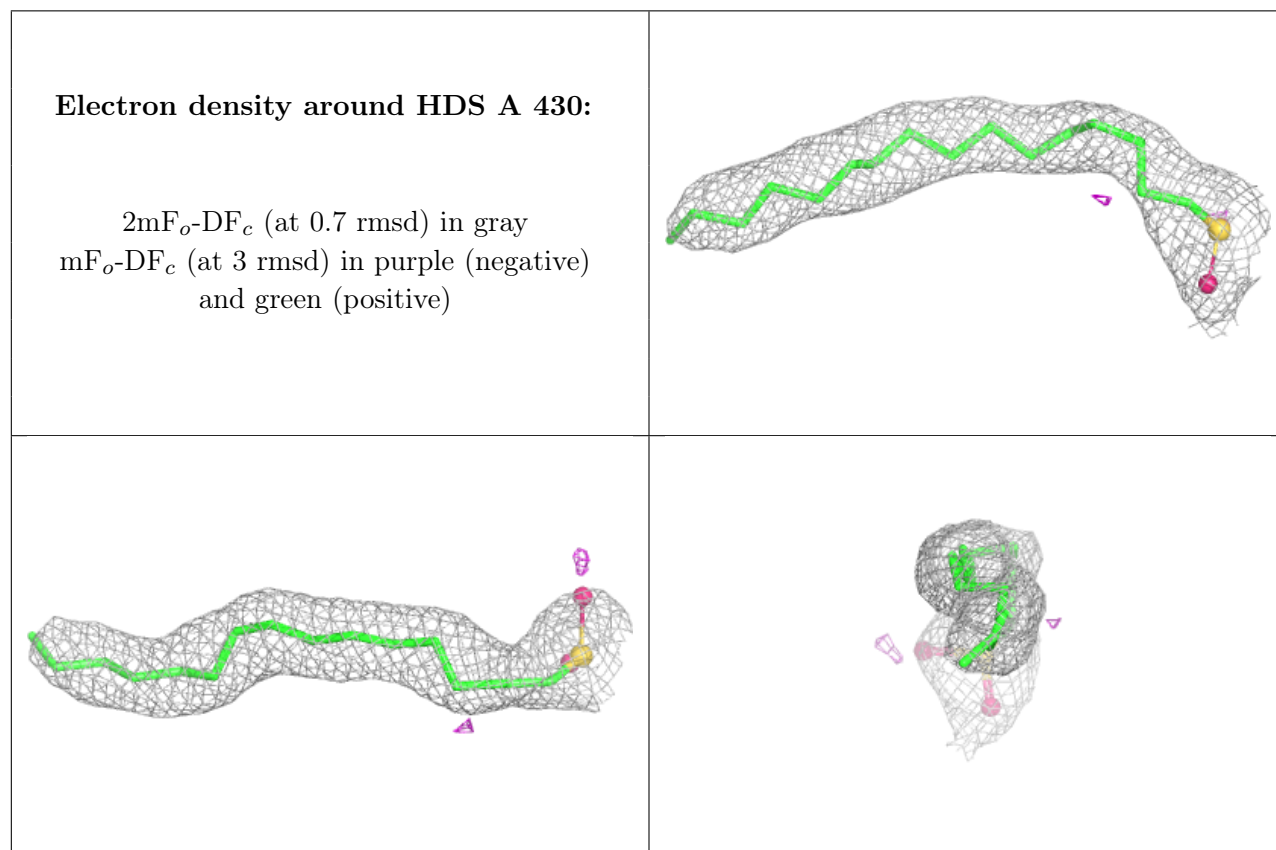 Electron density around HDS A 430:
2mFo-DFc (at 0.7 rmsd) in gray
mFo-DFc (at 3 rmsd) in purple (negative)
and green (positive)